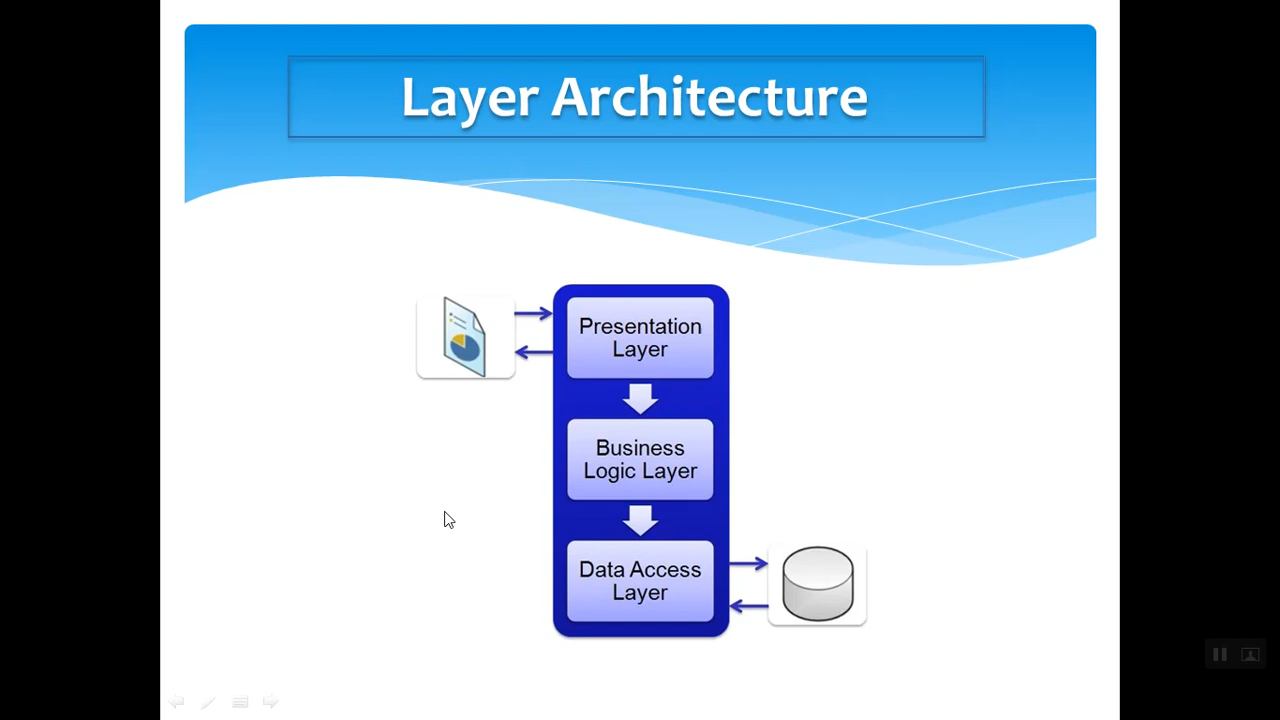 Layer Architecture
Presentation
Layer
Business
Logic Layer
Data Access
Layer